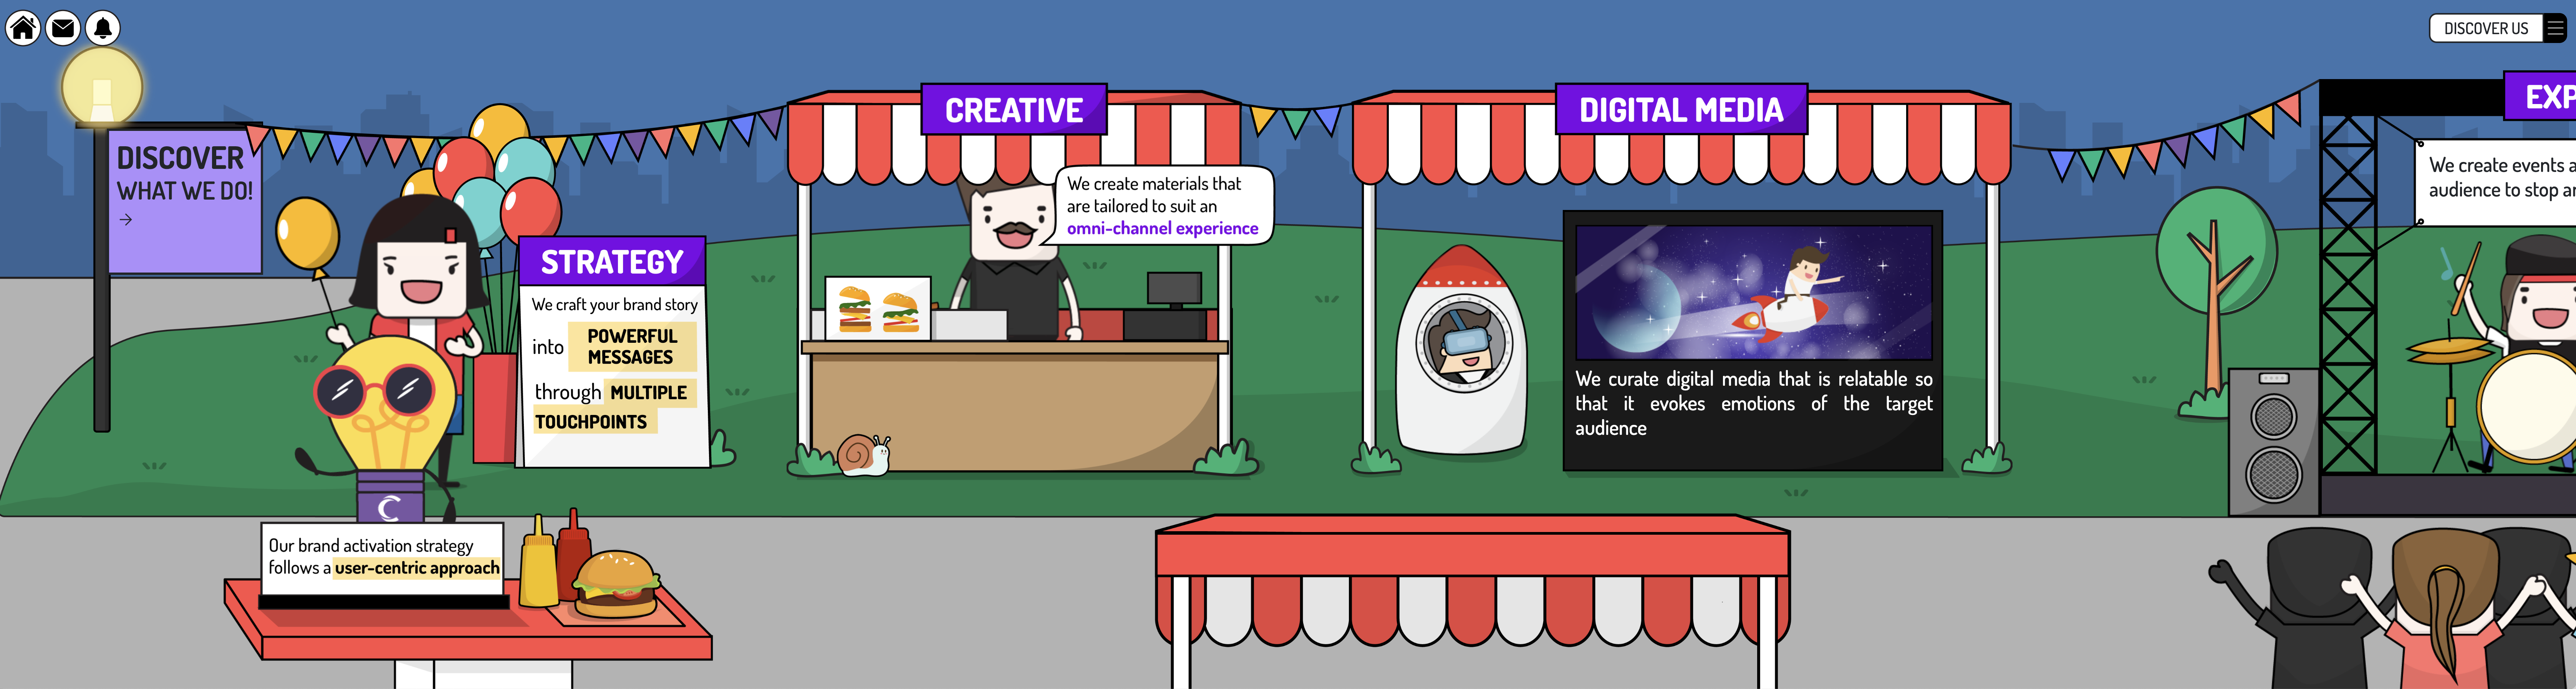 DISCOVER US
DISCOVER
WHAT WE DO!
→
STRATEGY
We craft your brand story
into POWERFUL
MESSAGES
through MULTIPLE
TOUCHPOINTS
CREATIVE
We create materials that
are tailored to suit an
omni-channel experience
DIGITAL MEDIA
We curate digital media that is relatable so
that it evokes emotions of the target
audience
EXP
We create events a
audience to stop ar
Our brand activation strategy
follows a user-centric approach